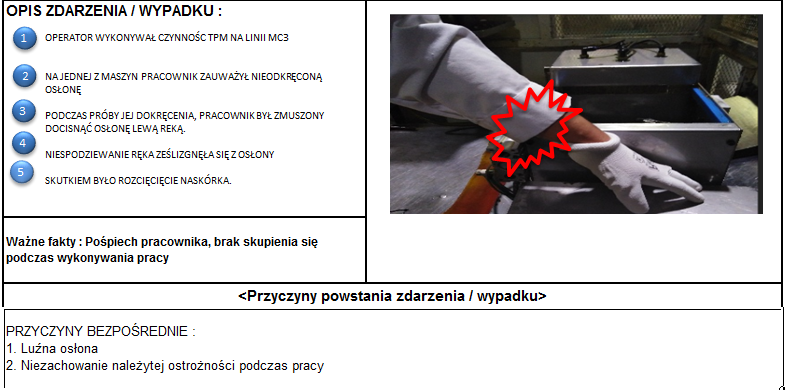 OPIS ZDARZENIA / WYPADKU :
1 OPERATOR WYKONYWAŁ CZYNNOŚC TPM NA LINII MC3
2 NA JEDNEJ Z MASZYN PRACOWNIK ZAUWAŻYŁ NIEODKRĘCONĄ
OSŁONĘ
3 PODCZAS PRÓBY JEJ DOKRĘCENIA, PRACOWNIK BYŁ ZMUSZONY
DOCISNĄĆ OSŁONĘ LEWĄ REKĄ.
4 NIESPODZIEWANIE RĘKA ZEŚLIZGNĘŁA SIĘ Z OSŁONY
5 SKUTKIEM BYŁO ROZCIĘCIĘCIE NASKÓRKA.
Ważne fakty : Pośpiech pracownika, brak skupienia się
podczas wykonywania pracy
<Przyczyny powstania zdarzenia / wypadku>
PRZYCZYNY BEZPOŚREDNIE :
1. Luźna osłona
2. Niezachowanie należytej ostrożności podczas pracy